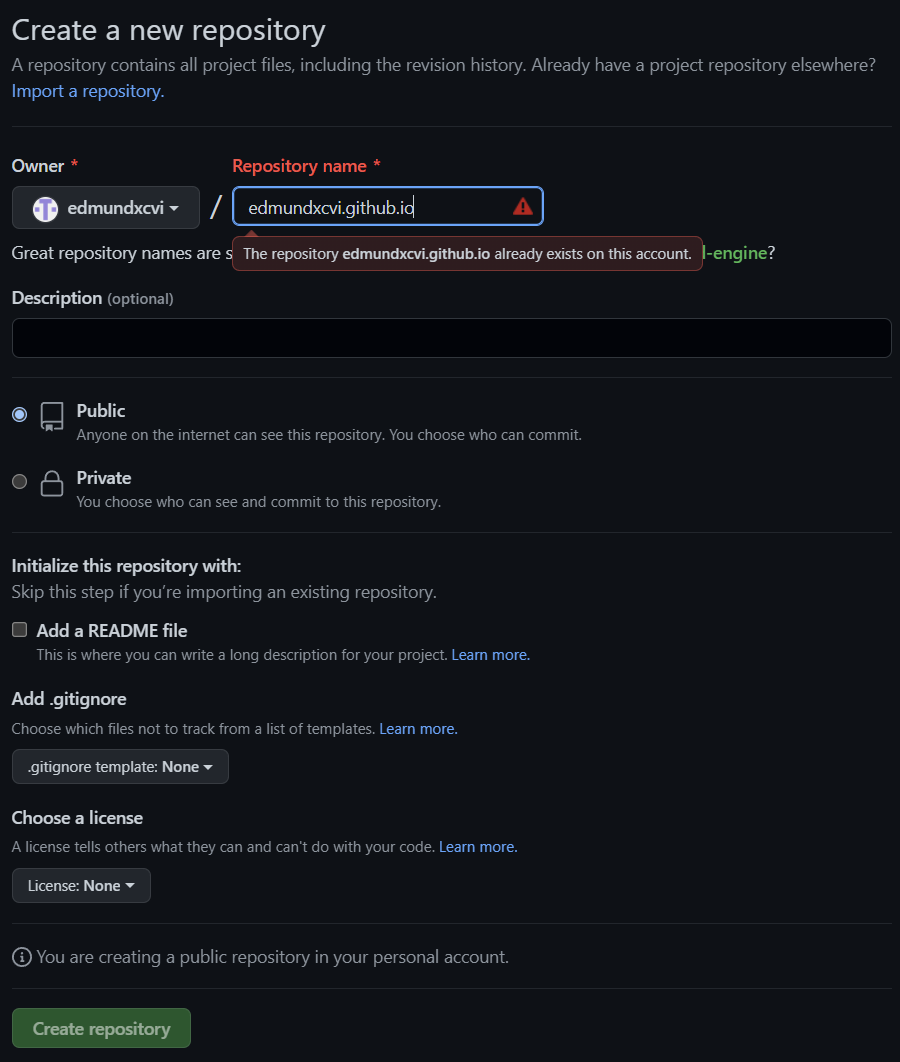 Create a new repository
A repository contains all project files, including the revision history. Already have a project repository elsewhere?
Import a repository.
Owner *
Repository name *
edmundxcvi
/
edmundxcvi.github.io
Great repository names are s
The repository edmundxcvi.github.io already exists on this account.
l-engine?
Description (optional)
Public
Anyone on the internet can see this repository. You choose who can commit.
Private
You choose who can see and commit to this repository.
Initialize this repository with:
Skip this step if you’re importing an existing repository.
Add a README file
This is where you can write a long description for your project. Learn more.
Add .gitignore
Choose which files not to track from a list of templates. Learn more.
.gitignore template: None
Choose a license
A license tells others what they can and can't do with your code. Learn more.
License: None
You are creating a public repository in your personal account.
Create repository